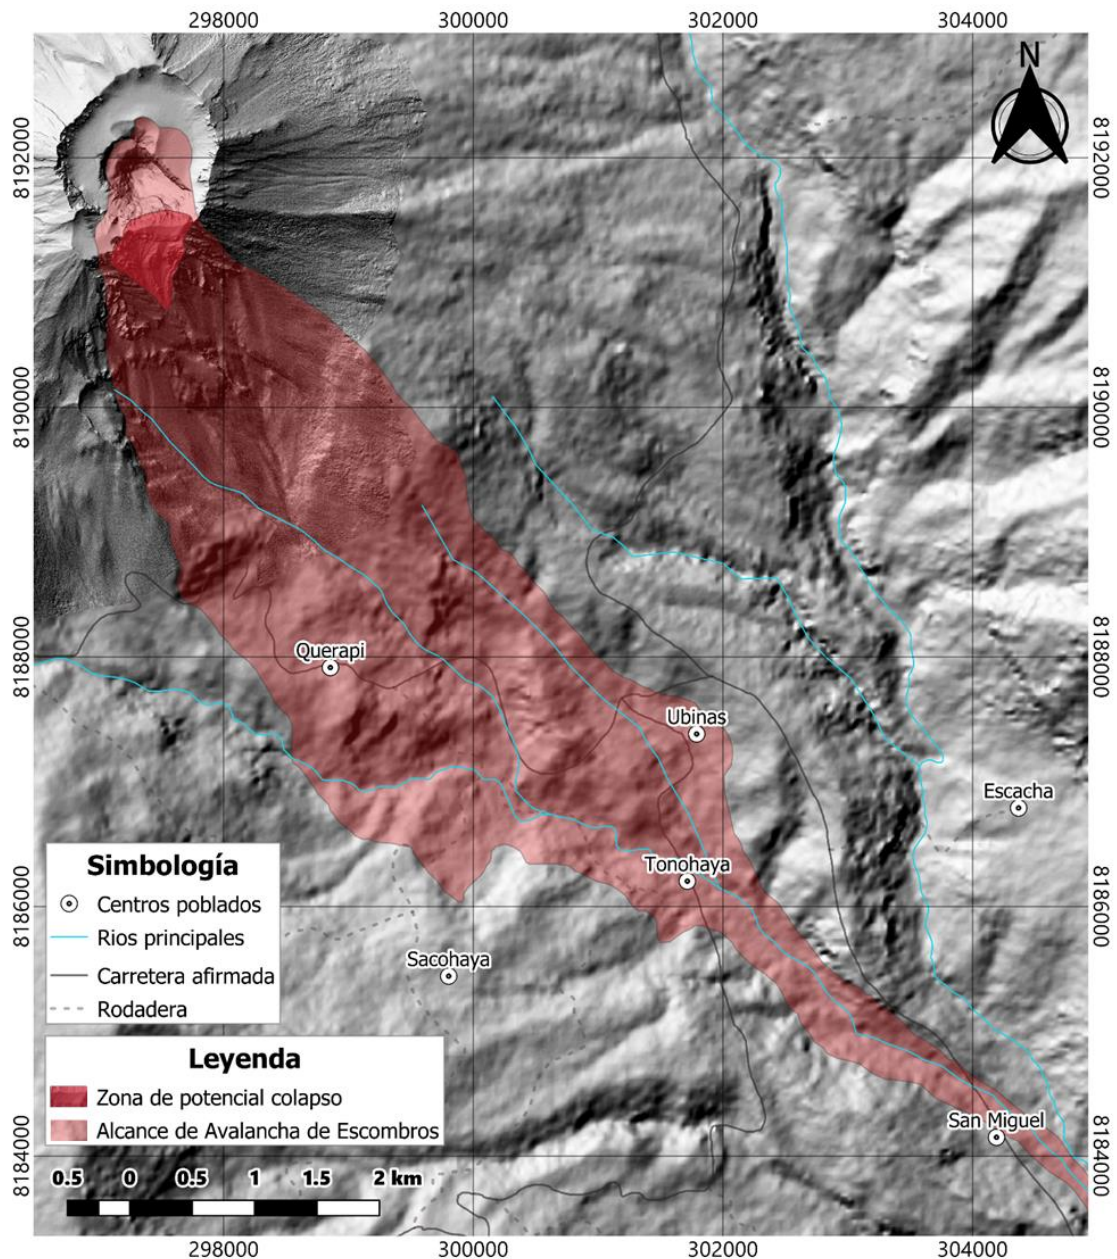 298000
300000
302000
304000
N
8192000
8192000
8190000
8190000
Querapi
8188000
8188000
Ubinas
Escacha
Tonohaya
8186000
8186000
Sacohaya
San Miguel
8184000
8184000
Simbología
Centros poblados
Rios principales
Carretera afirmada
Rodadera
Leyenda
Zona de potencial colapso
Alcance de Avalancha de Escombros
0.5 0 0.5 1 1.5 2 km
298000
300000
302000
304000